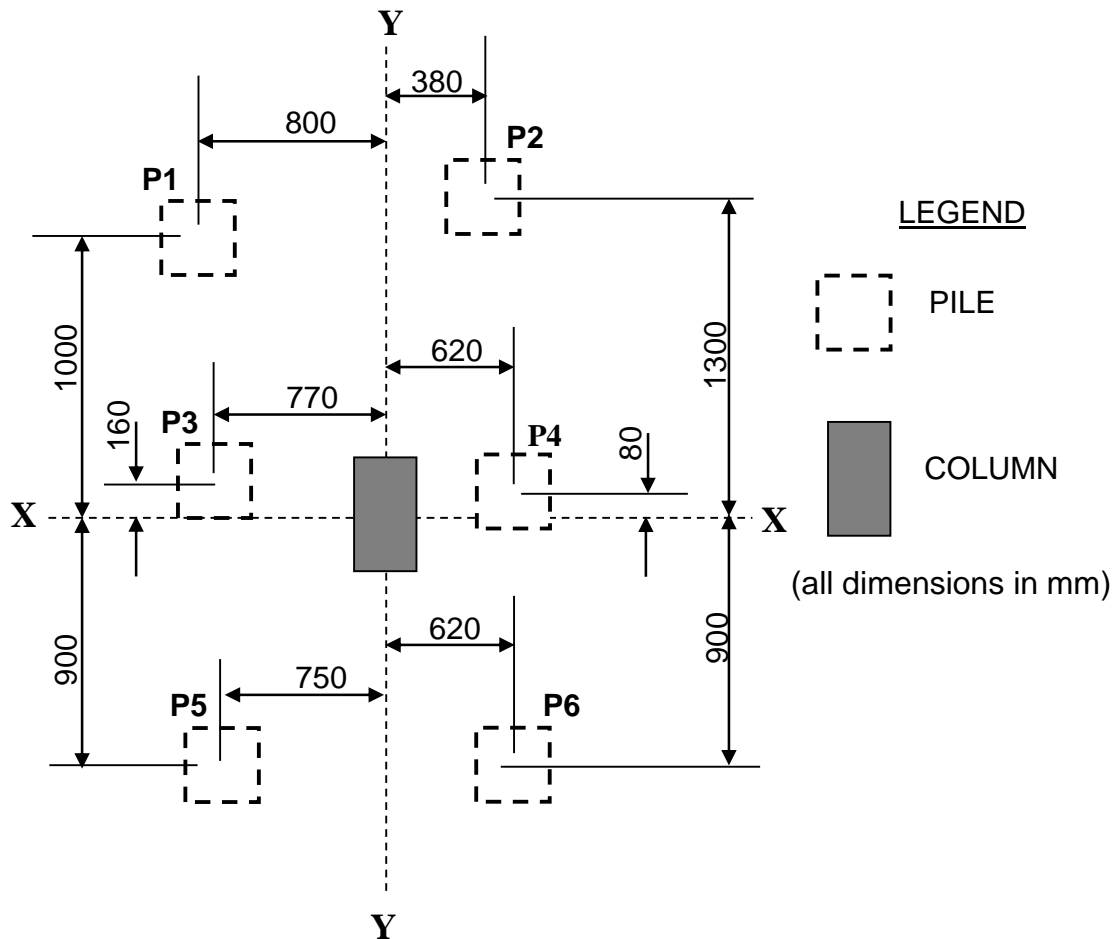 Y
380
800
P2
P1
LEGEND
PILE
1000
1300
620
770
160
P3
P4
80
COLUMN
X
X
(all dimensions in mm)
900
620
900
750
P5
P6
Y